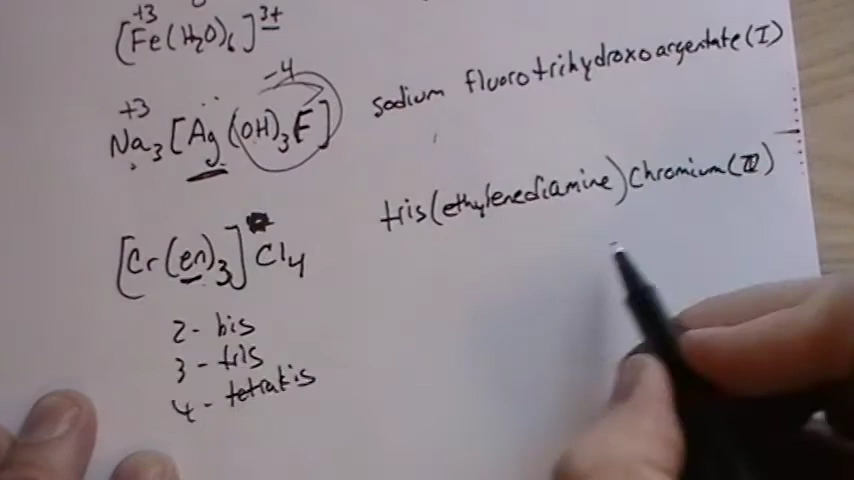 +3
[Fe(H₂O)₆]³⁺
-4
+3
Na₃[Ag(OH)₃F] sodium fluorotrihydroxoargentate(I)
[Cr(en)₃]Cl₄ tris(ethylenediamine)chromium(IV)
2- bis
3- tris
4- tetrakis